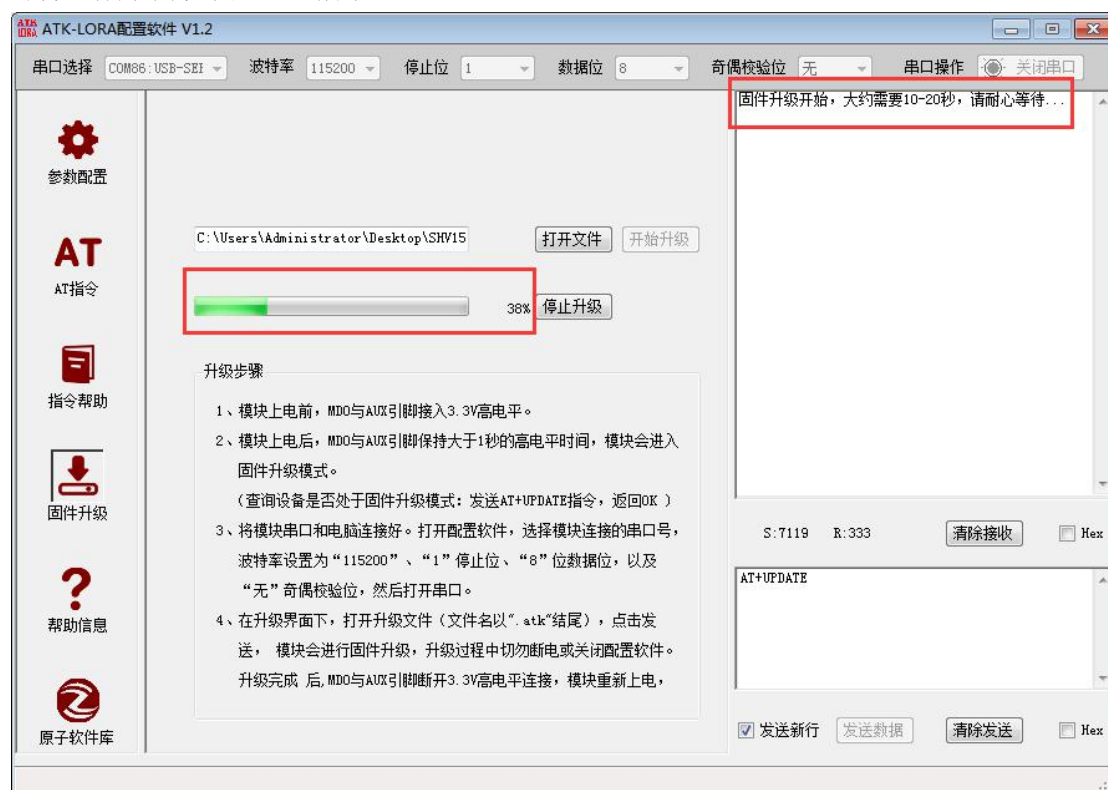 ATK-LORA配置软件 V1.2
串口选择 COM86:USB-SEI 波特率 115200 停止位 1 数据位 8 奇偶校验位 无 串口操作 关闭串口
参数配置
AT
AT指令
指令帮助
固件升级
?
帮助信息
原子软件库
C:\Users\Administrator\Desktop\SHV15 打开文件 开始升级
38% 停止升级
升级步骤
1、模块上电前，MD0与AUX引脚接入3.3V高电平。
2、模块上电后，MD0与AUX引脚保持大于1秒的高电平时间，模块会进入
固件升级模式。
（查询设备是否处于固件升级模式：发送AT+UPDATE指令，返回OK ）
3、将模块串口和电脑连接好。打开配置软件，选择模块连接的串口号，
波特率设置为“115200”、“1”停止位、“8”位数据位，以及
“无”奇偶校验位，然后打开串口。
4、在升级界面下，打开升级文件（文件名以".atk"结尾），点击发
送， 模块会进行固件升级，升级过程中切勿断电或关闭配置软件。
升级完成 后,MD0与AUX引脚断开3.3V高电平连接，模块重新上电，
固件升级开始，大约需要10-20秒，请耐心等待...
S:7119 R:333 清除接收 Hex
AT+UPDATE
发送新行 发送数据 清除发送 Hex